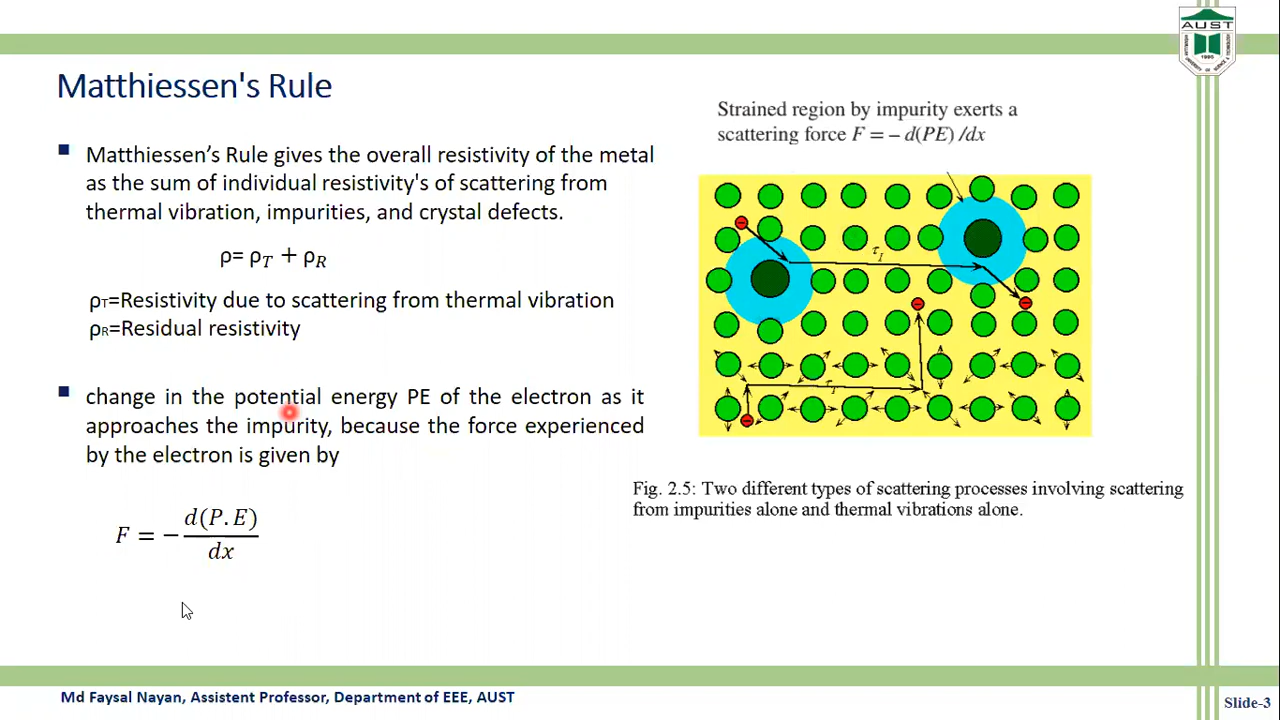 AUST
1995
Matthiessen's Rule
Strained region by impurity exerts a
scattering force F = – d(PE) /dx
■ Matthiessen's Rule gives the overall resistivity of the metal
as the sum of individual resistivity's of scattering from
thermal vibration, impurities, and crystal defects.
ρ= ρT + ρR
ρT=Resistivity due to scattering from thermal vibration
ρR=Residual resistivity
τI
τT
■ change in the potential energy PE of the electron as it
approaches the impurity, because the force experienced
by the electron is given by
F = − d(P.E)/dx
Fig. 2.5: Two different types of scattering processes involving scattering
from impurities alone and thermal vibrations alone.
Md Faysal Nayan, Assistent Professor, Department of EEE, AUST
Slide-3